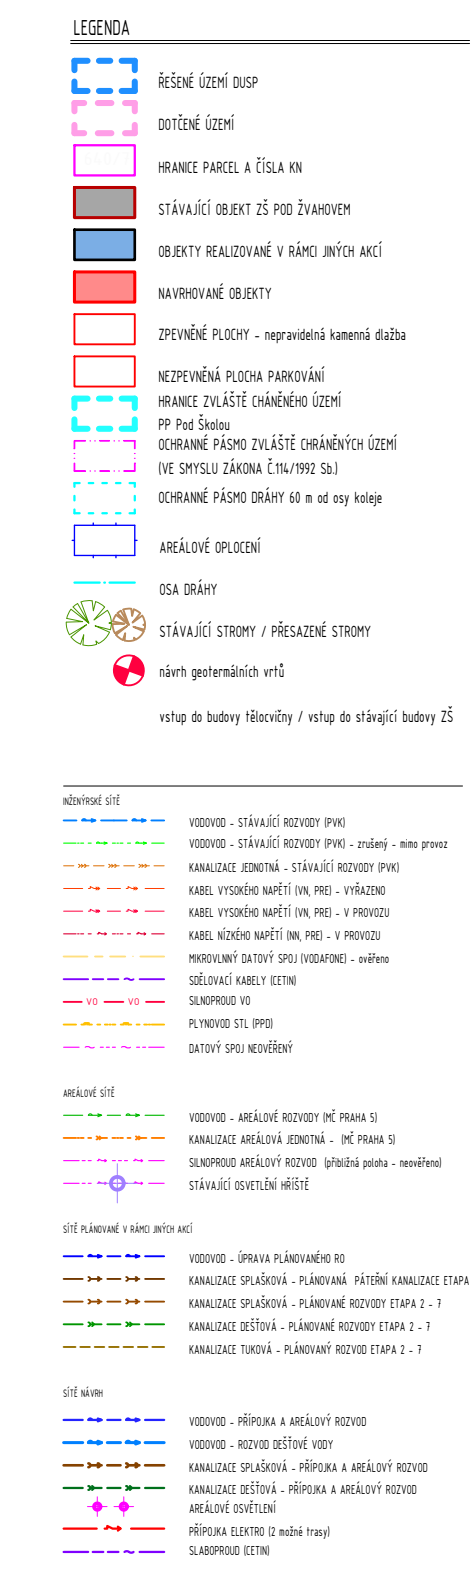 LEGENDA
ŘEŠENÉ ÚZEMÍ DUSP
DOTČENÉ ÚZEMÍ
HRANICE PARCEL A ČÍSLA KN
STÁVAJÍCÍ OBJEKT ZŠ POD ŽVAHOVEM
OBJEKTY REALIZOVANÉ V RÁMCI JINÝCH AKCÍ
NAVRHOVANÉ OBJEKTY
ZPEVNĚNÉ PLOCHY - nepravidelná kamenná dlažba
NEZPEVNĚNÁ PLOCHA PARKOVÁNÍ
HRANICE ZVLÁŠTĚ CHÁNĚNÉHO ÚZEMÍ
PP Pod Školou
OCHRANNÉ PÁSMO ZVLÁŠTĚ CHRÁNĚNÝCH ÚZEMÍ
(VE SMYSLU ZÁKONA Č.114/1992 Sb.)
OCHRANNÉ PÁSMO DRÁHY 60 m od osy koleje
AREÁLOVÉ OPLOCENÍ
OSA DRÁHY
STÁVAJÍCÍ STROMY / PŘESAZENÉ STROMY
návrh geotermálních vrtů
vstup do budovy tělocvičny / vstup do stávající budovy ZŠ
INŽENÝRSKÉ SÍTĚ
VODOVOD - STÁVAJÍCÍ ROZVODY (PVK)
VODOVOD - STÁVAJÍCÍ ROZVODY (PVK) - zrušený - mimo provoz
KANALIZACE JEDNOTNÁ - STÁVAJÍCÍ ROZVODY (PVK)
KABEL VYSOKÉHO NAPĚTÍ (VN, PRE) - VYŘAZENO
KABEL VYSOKÉHO NAPĚTÍ (VN, PRE) - V PROVOZU
KABEL NÍZKÉHO NAPĚTÍ (NN, PRE) - V PROVOZU
MIKROVLNNÝ DATOVÝ SPOJ (VODAFONE) - ověřeno
SDĚLOVACÍ KABELY (CETIN)
VO VO SILNOPROUD VO
PLYNOVOD STL (PPD)
DATOVÝ SPOJ NEOVĚŘENÝ
AREÁLOVÉ SÍTĚ
VODOVOD - AREÁLOVÉ ROZVODY (MČ PRAHA 5)
KANALIZACE AREÁLOVÁ JEDNOTNÁ - (MČ PRAHA 5)
SILNOPROUD AREÁLOVÝ ROZVOD (přibližná poloha - neověřeno)
STÁVAJÍCÍ OSVETLĚNÍ HŘIŠTĚ
SÍTĚ PLÁNOVANÉ V RÁMCI JINÝCH AKCÍ
VODOVOD - ÚPRAVA PLÁNOVANÉHO RO
KANALIZACE SPLAŠKOVÁ - PLÁNOVANÁ PÁTEŘNÍ KANALIZACE ETAPA
KANALIZACE SPLAŠKOVÁ - PLÁNOVANÉ ROZVODY ETAPA 2 - 7
KANALIZACE DEŠŤOVÁ - PLÁNOVANÉ ROZVODY ETAPA 2 - 7
KANALIZACE TUKOVÁ - PLÁNOVANÝ ROZVOD ETAPA 2 - 7
SÍTĚ NÁVRH
VODOVOD - PŘÍPOJKA A AREÁLOVÝ ROZVOD
VODOVOD - ROZVOD DEŠŤOVÉ VODY
KANALIZACE SPLAŠKOVÁ - PŘÍPOJKA A AREÁLOVÝ ROZVOD
KANALIZACE DEŠŤOVÁ - PŘÍPOJKA A AREÁLOVÝ ROZVOD
AREÁLOVÉ OSVĚTLENÍ
PŘÍPOJKA ELEKTRO (2 možné trasy)
SLABOPROUD (CETIN)